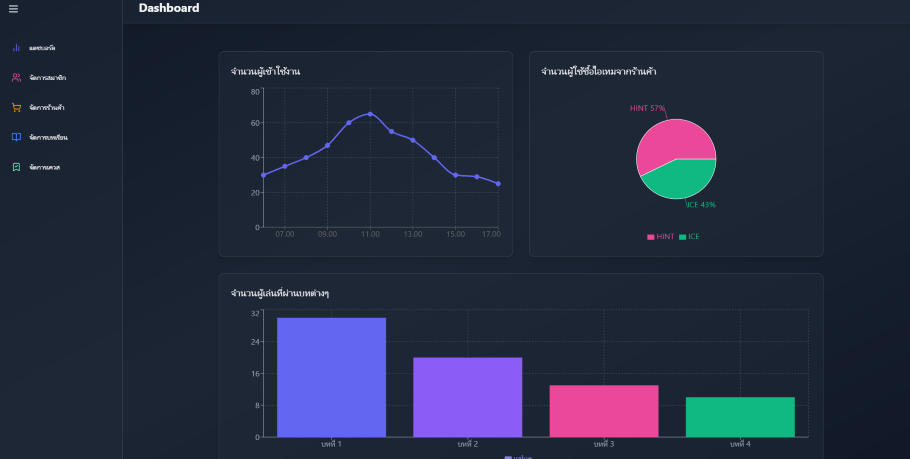 Dashboard
แดชบอร์ด
จัดการสมาชิก
จัดการร้านค้า
จัดการบทเรียน
จัดการเควส
จำนวนผู้เข้าใช้งาน
80
60
40
20
0
07.00 09.00 11.00 13.00 15.00 17.00
จำนวนผู้ใช้ซื้อไอเทมจากร้านค้า
HINT 57%
ICE 43%
HINT ICE
จำนวนผู้เล่นที่ผ่านบทต่างๆ
32
24
16
8
0
บทที่ 1 บทที่ 2 บทที่ 3 บทที่ 4
value